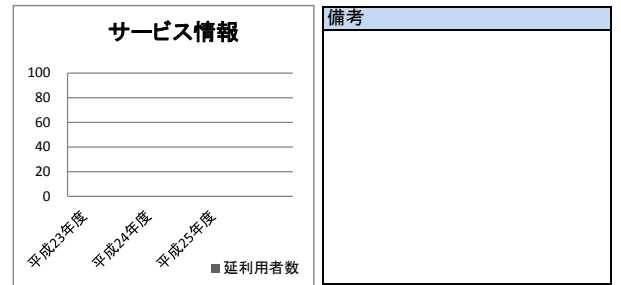 サービス情報
100
80
60
40
20
0
平成23年度
平成24年度
平成25年度
■延利用者数
備考